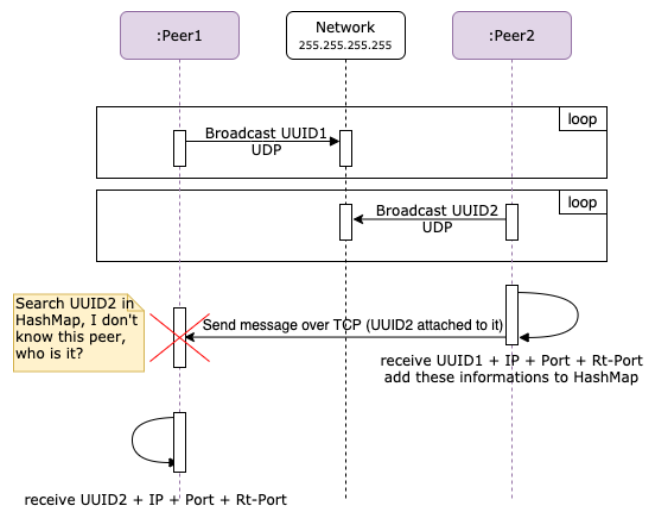 :Peer1
Network
255.255.255.255
:Peer2
loop
Broadcast UUID1
UDP
loop
Broadcast UUID2
UDP
Search UUID2 in
HashMap, I don't
know this peer,
who is it?
Send message over TCP (UUID2 attached to it)
receive UUID1 + IP + Port + Rt-Port
add these informations to HashMap
receive UUID2 + IP + Port + Rt-Port